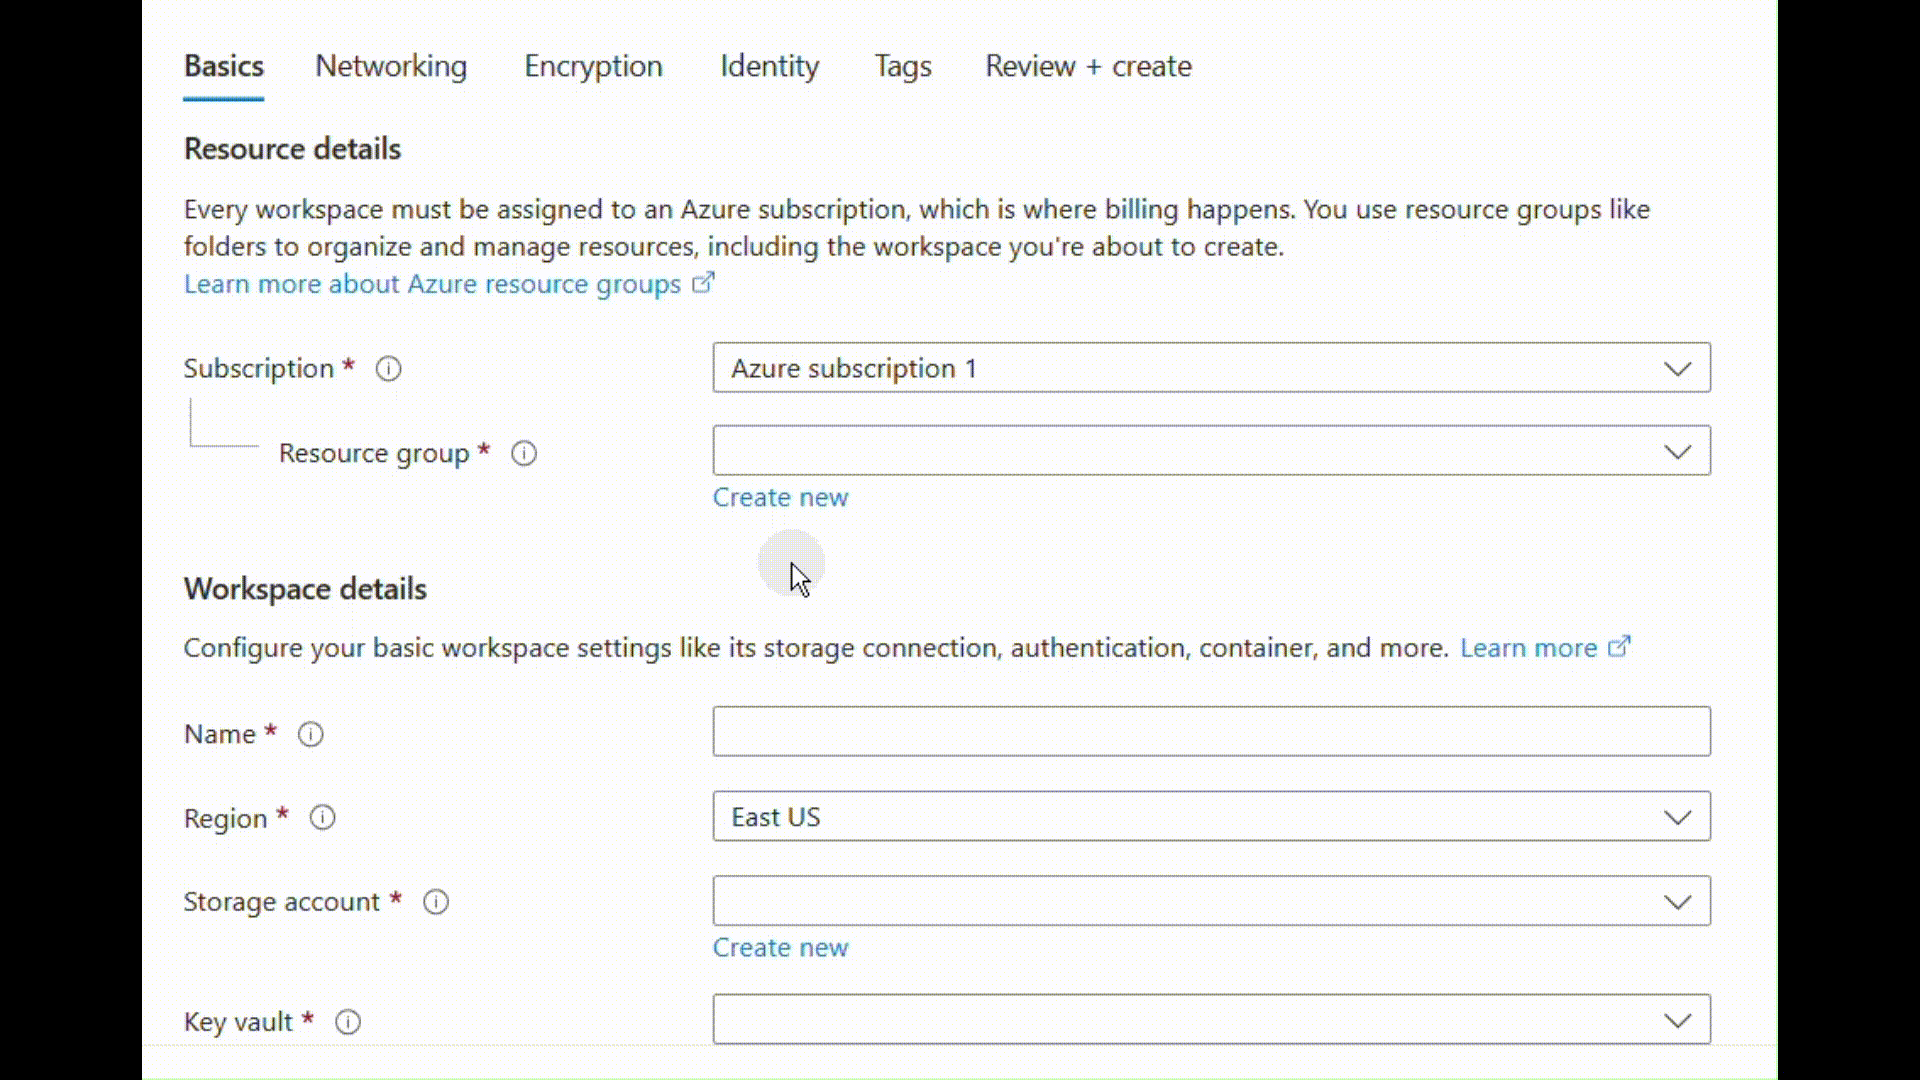 Basics Networking Encryption Identity Tags Review + create
Resource details
Every workspace must be assigned to an Azure subscription, which is where billing happens. You use resource groups like
folders to organize and manage resources, including the workspace you're about to create.
Learn more about Azure resource groups
Subscription * Azure subscription 1
Resource group *
Create new
Workspace details
Configure your basic workspace settings like its storage connection, authentication, container, and more. Learn more
Name *
Region * East US
Storage account *
Create new
Key vault *